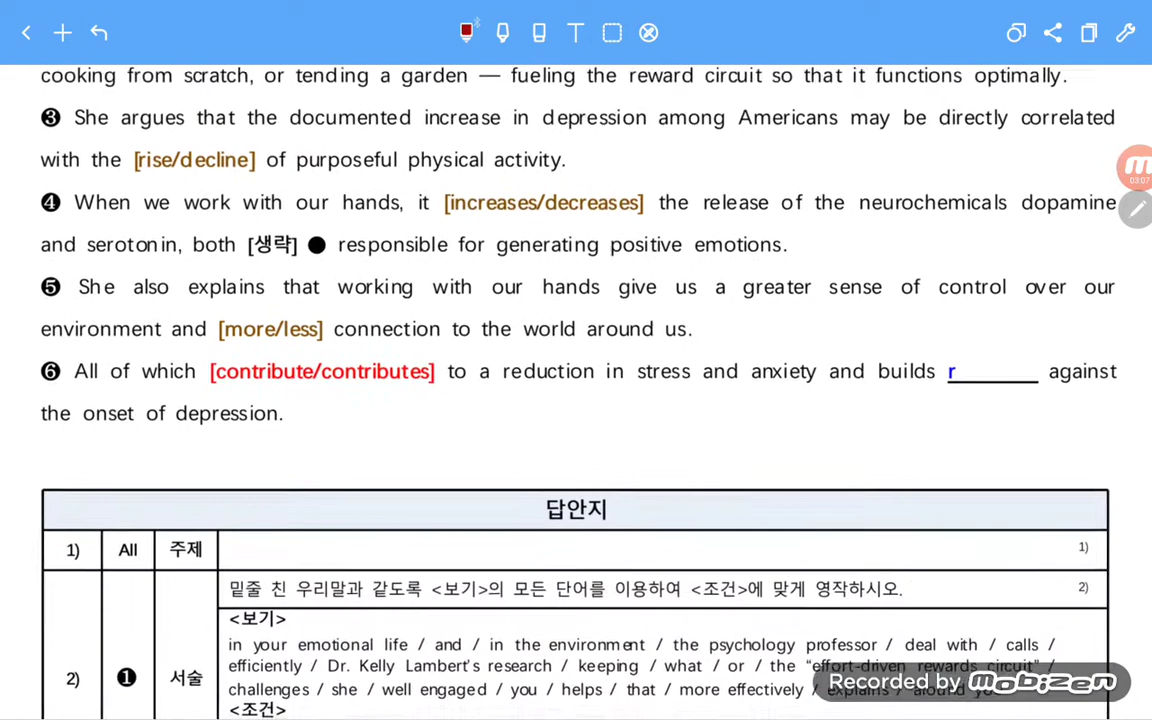 cooking from scratch, or tending a garden — fueling the reward circuit so that it functions optimally.
❸ She argues that the documented increase in depression among Americans may be directly correlated
with the [rise/decline] of purposeful physical activity.
03:07
❹ When we work with our hands, it [increases/decreases] the release of the neurochemicals dopamine
and serotonin, both [생략] ● responsible for generating positive emotions.
❺ She also explains that working with our hands give us a greater sense of control over our
environment and [more/less] connection to the world around us.
❻ All of which [contribute/contributes] to a reduction in stress and anxiety and builds r________ against
the onset of depression.
답안지
1) All 주제 1)
밑줄 친 우리말과 같도록 <보기>의 모든 단어를 이용하여 <조건>에 맞게 영작하시오. 2)
<보기>
in your emotional life / and / in the environment / the psychology professor / deal with / calls /
efficiently / Dr. Kelly Lambert's research / keeping / what / or / the "effort-driven rewards circuit" /
2) ❶ 서술
challenges / she / well engaged / you / helps / that / more effectively / explains / around you
<조건>
Recorded by mobizen